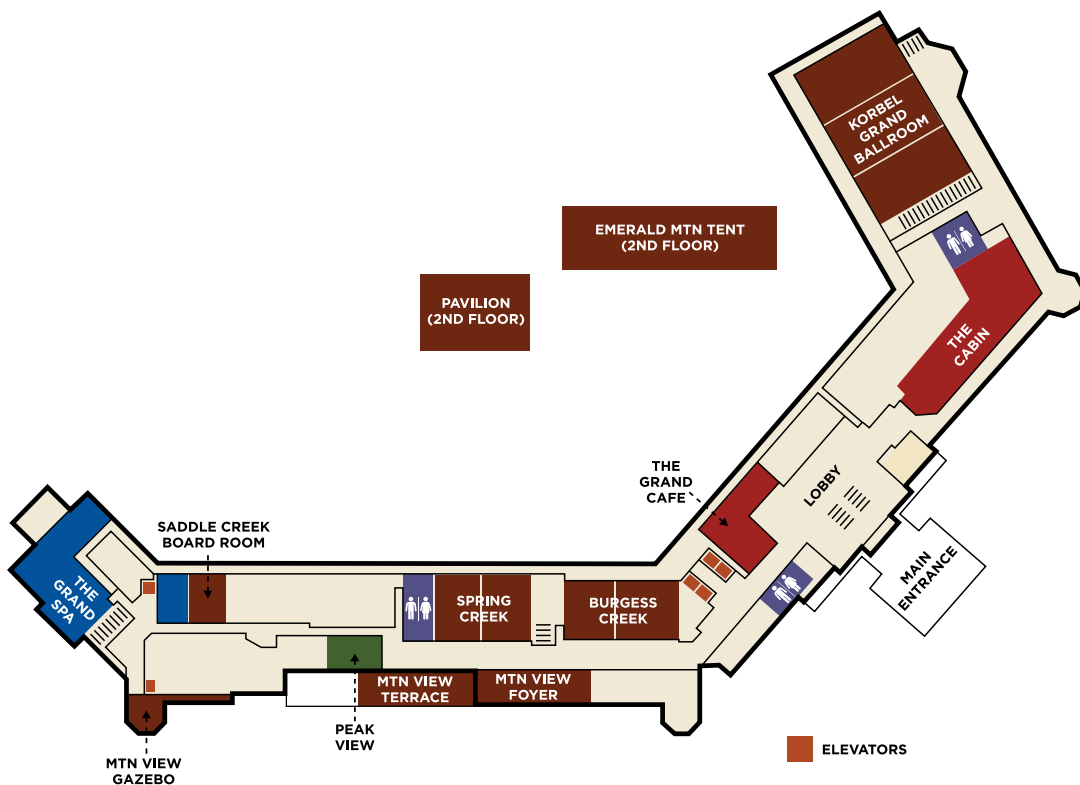 KORBEL
GRAND
BALLROOM
EMERALD MTN TENT
(2ND FLOOR)
PAVILION
(2ND FLOOR)
THE
CABIN
THE
GRAND
CAFE
LOBBY
MAIN
ENTRANCE
SADDLE CREEK
BOARD ROOM
THE GRAND
SPA
SPRING
CREEK
BURGESS
CREEK
MTN VIEW
TERRACE
MTN VIEW
FOYER
PEAK
VIEW
MTN VIEW
GAZEBO
ELEVATORS